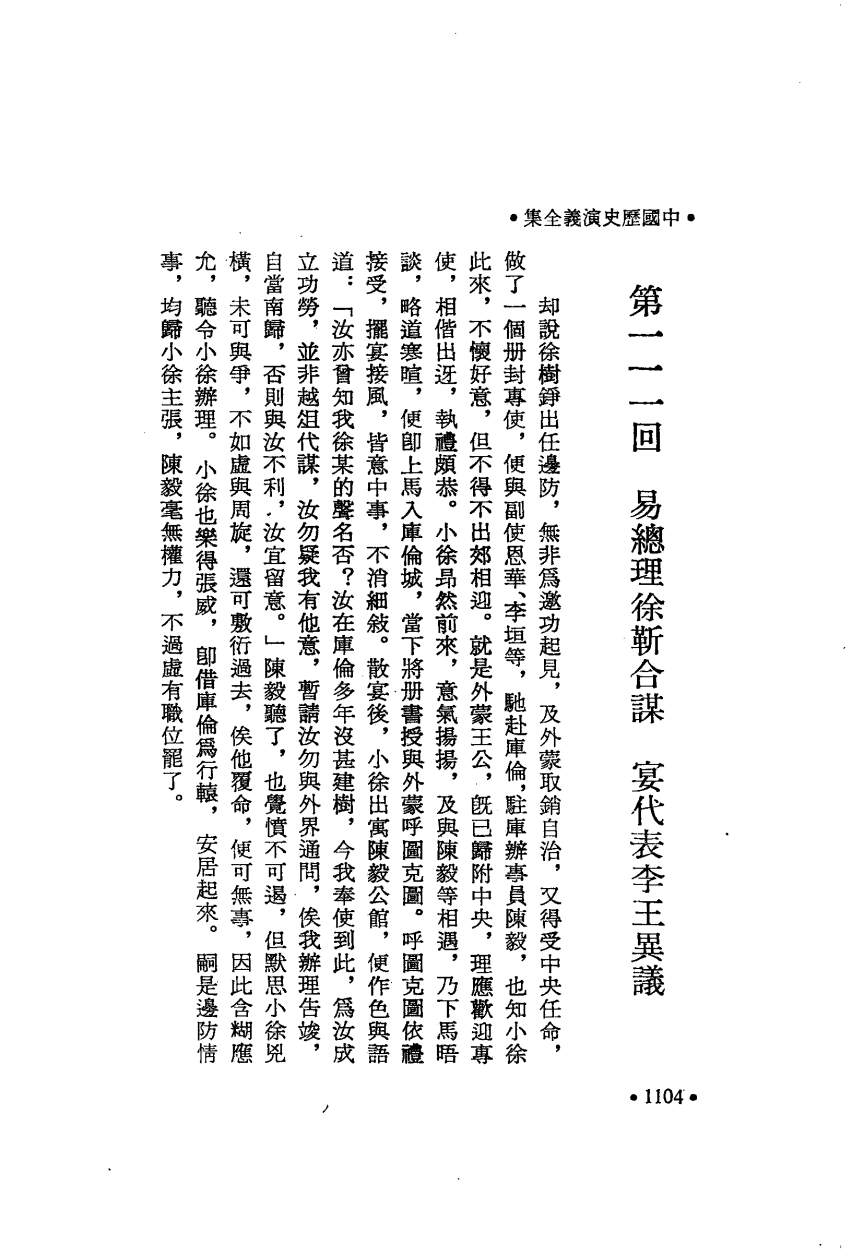 •中國歷史演義全集•
第一一一回　易總理徐靳合謀　宴代表李王異議
却說徐樹錚出任邊防，無非爲邀功起見，及外蒙取銷自治，又得受中央任命，
做了一個册封專使，便與副使恩華、李垣等，馳赴庫倫，駐庫辦事員陳毅，也知小徐
此來，不懷好意，但不得不出郊相迎。就是外蒙王公，旣已歸附中央，理應歡迎專
使，相偕出迓，執禮頗恭。小徐昂然前來，意氣揚揚，及與陳毅等相遇，乃下馬晤
談，略道寒暄，便卽上馬入庫倫城，當下將册書授與外蒙呼圖克圖。呼圖克圖依禮
接受，擺宴接風，皆意中事，不消細敍。散宴後，小徐出寓陳毅公館，便作色與語
道：「汝亦曾知我徐某的聲名否？汝在庫倫多年沒甚建樹，今我奉使到此，爲汝成
立功勞，並非越俎代謀，汝勿疑我有他意，暫請汝勿與外界通問，俟我辦理告竣，
自當南歸，否則與汝不利，汝宜留意。」陳毅聽了，也覺憤不可遏，但默思小徐兇
橫，未可與爭，不如虛與周旋，還可敷衍過去，俟他覆命，便可無事，因此含糊應
允，聽令小徐辦理。小徐也樂得張威，卽借庫倫爲行轅，安居起來。嗣是邊防情
事，均歸小徐主張，陳毅毫無權力，不過虛有職位罷了。
•1104•